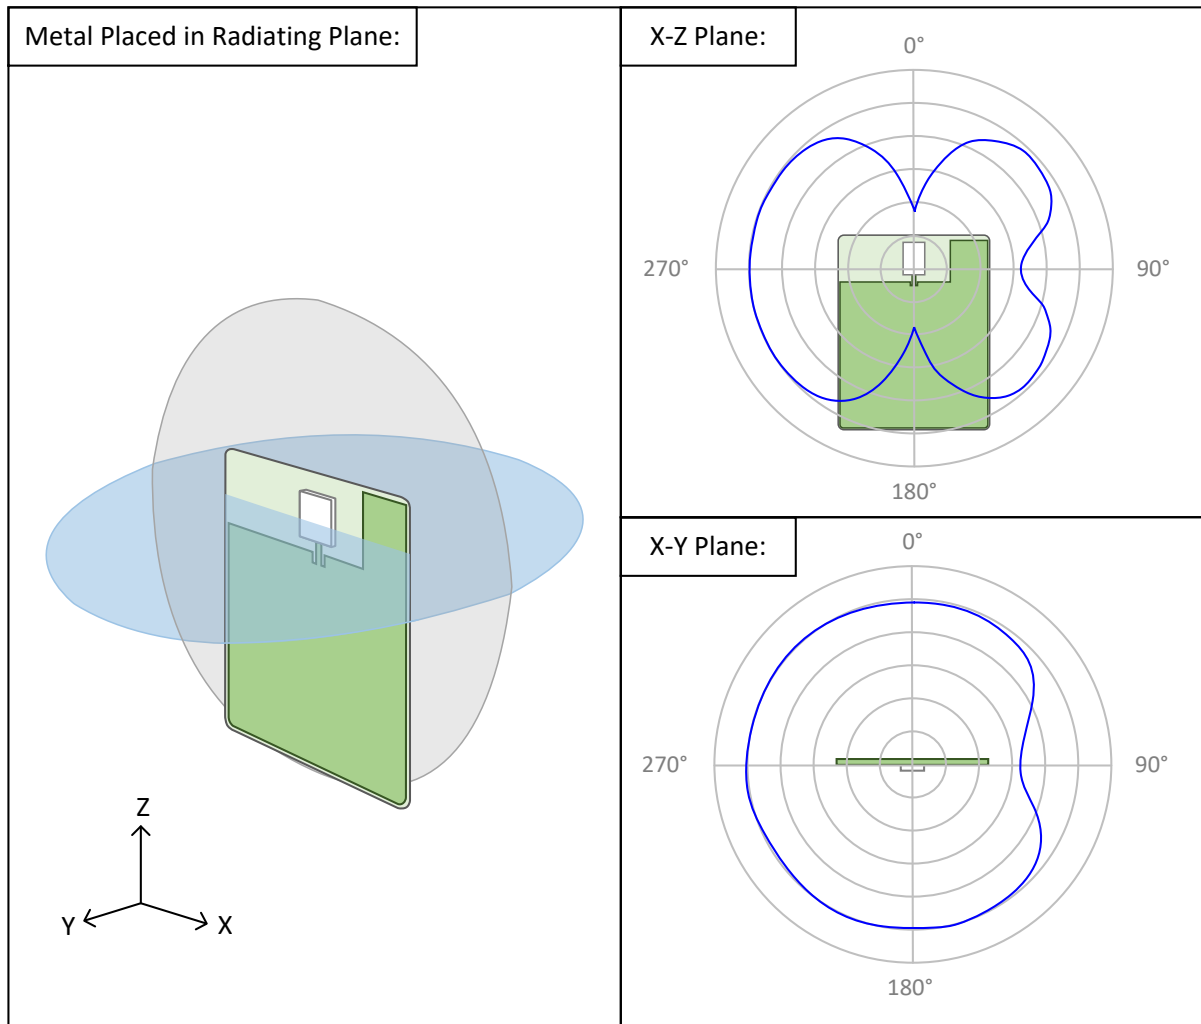 Metal Placed in Radiating Plane:
Z
Y
X
X-Z Plane:
0°
270°
90°
180°
X-Y Plane:
0°
270°
90°
180°